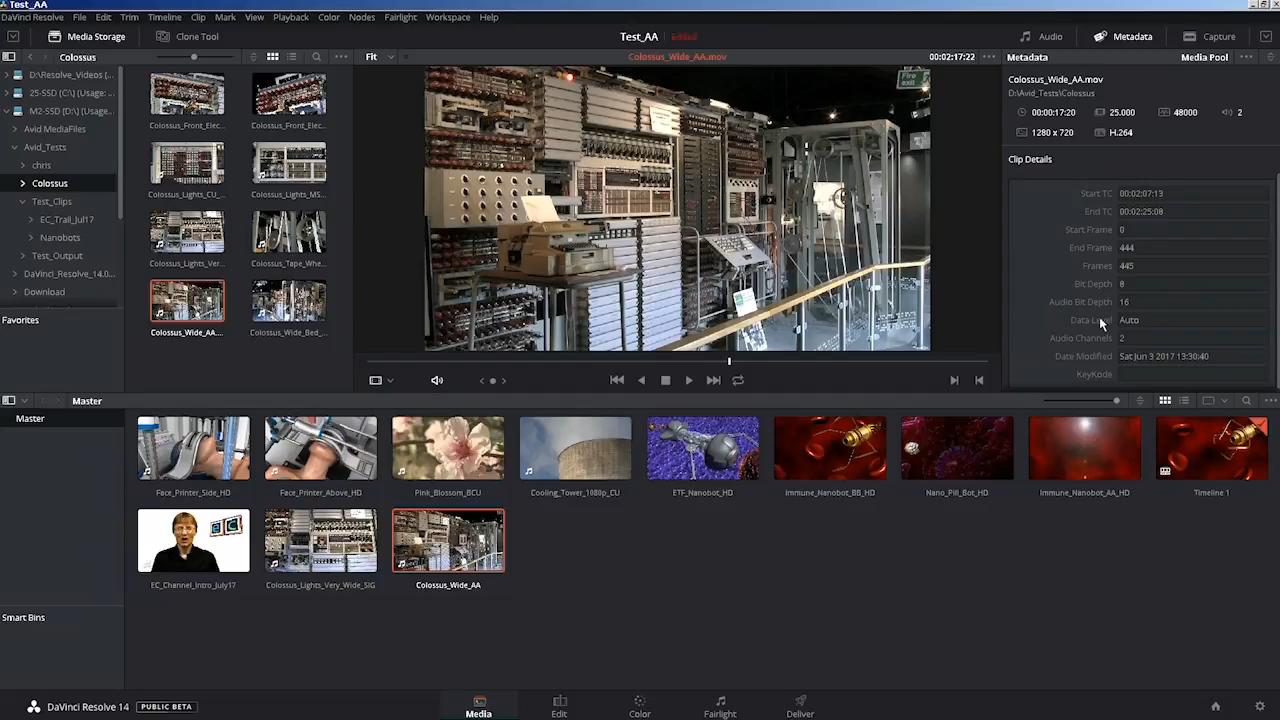 Test_AA
DaVinci Resolve File Edit Trim Timeline Clip Mark View Playback Color Nodes Fairlight Workspace Help
Media Storage Clone Tool Test_AA Edited Audio Metadata Capture
Colossus Fit Colossus_Wide_AA.mov 00:02:17:22 Metadata Media Pool
D:\Resolve_Videos (...
25-SSD (C:\) (Usage: ...
M2-SSD (D:\) (Usage: ...
Avid MediaFiles
Avid_Tests
chris
Colossus
Test_Clips
EC_Trail_Jul17
Nanobots
Test_Output
DaVinci_Resolve_14.0...
Download
Favorites
Colossus_Front_Elec... Colossus_Front_Elec...
Colossus_Lights_CU_... Colossus_Lights_MS...
Colossus_Lights_Ver... Colossus_Tape_Whe...
Colossus_Wide_AA.... Colossus_Wide_Bed_...
Fire exit
Colossus_Wide_AA.mov
D:\Avid_Tests\Colossus
00:00:17:20 25.000 48000 2
1280 x 720 H.264
Clip Details
Start TC 00:02:07:13
End TC 00:02:25:08
Start Frame 0
End Frame 444
Frames 445
Bit Depth 8
Audio Bit Depth 16
Data Level Auto
Audio Channels 2
Date Modified Sat Jun 3 2017 13:30:40
KeyKode
Master
Master
Face_Printer_Side_HD Face_Printer_Above_HD Pink_Blossom_BCU Cooling_Tower_1080p_CU ETF_Nanobot_HD Immune_Nanobot_BB_HD Nano_Pill_Bot_HD Immune_Nanobot_AA_HD Timeline 1
EC_Channel_Intro_July17 Colossus_Lights_Very_Wide_SIG Colossus_Wide_AA
Smart Bins
DaVinci Resolve 14 PUBLIC BETA
Media Edit Color Fairlight Deliver